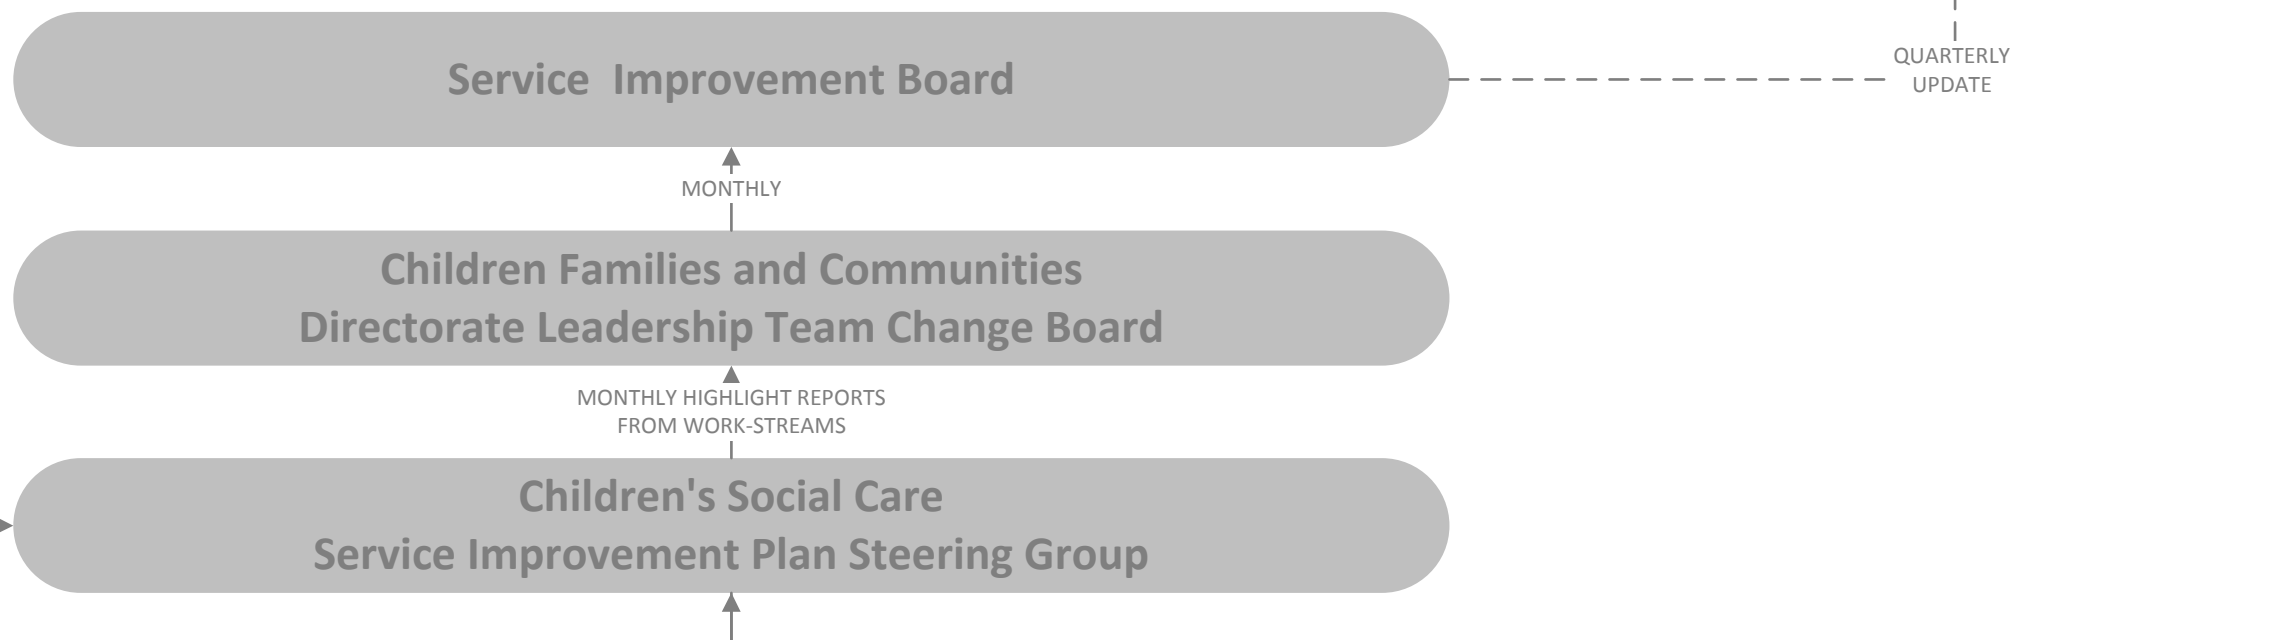 Service Improvement Board
QUARTERLY
UPDATE
MONTHLY
Children Families and Communities
Directorate Leadership Team Change Board
MONTHLY HIGHLIGHT REPORTS
FROM WORK-STREAMS
Children's Social Care
Service Improvement Plan Steering Group